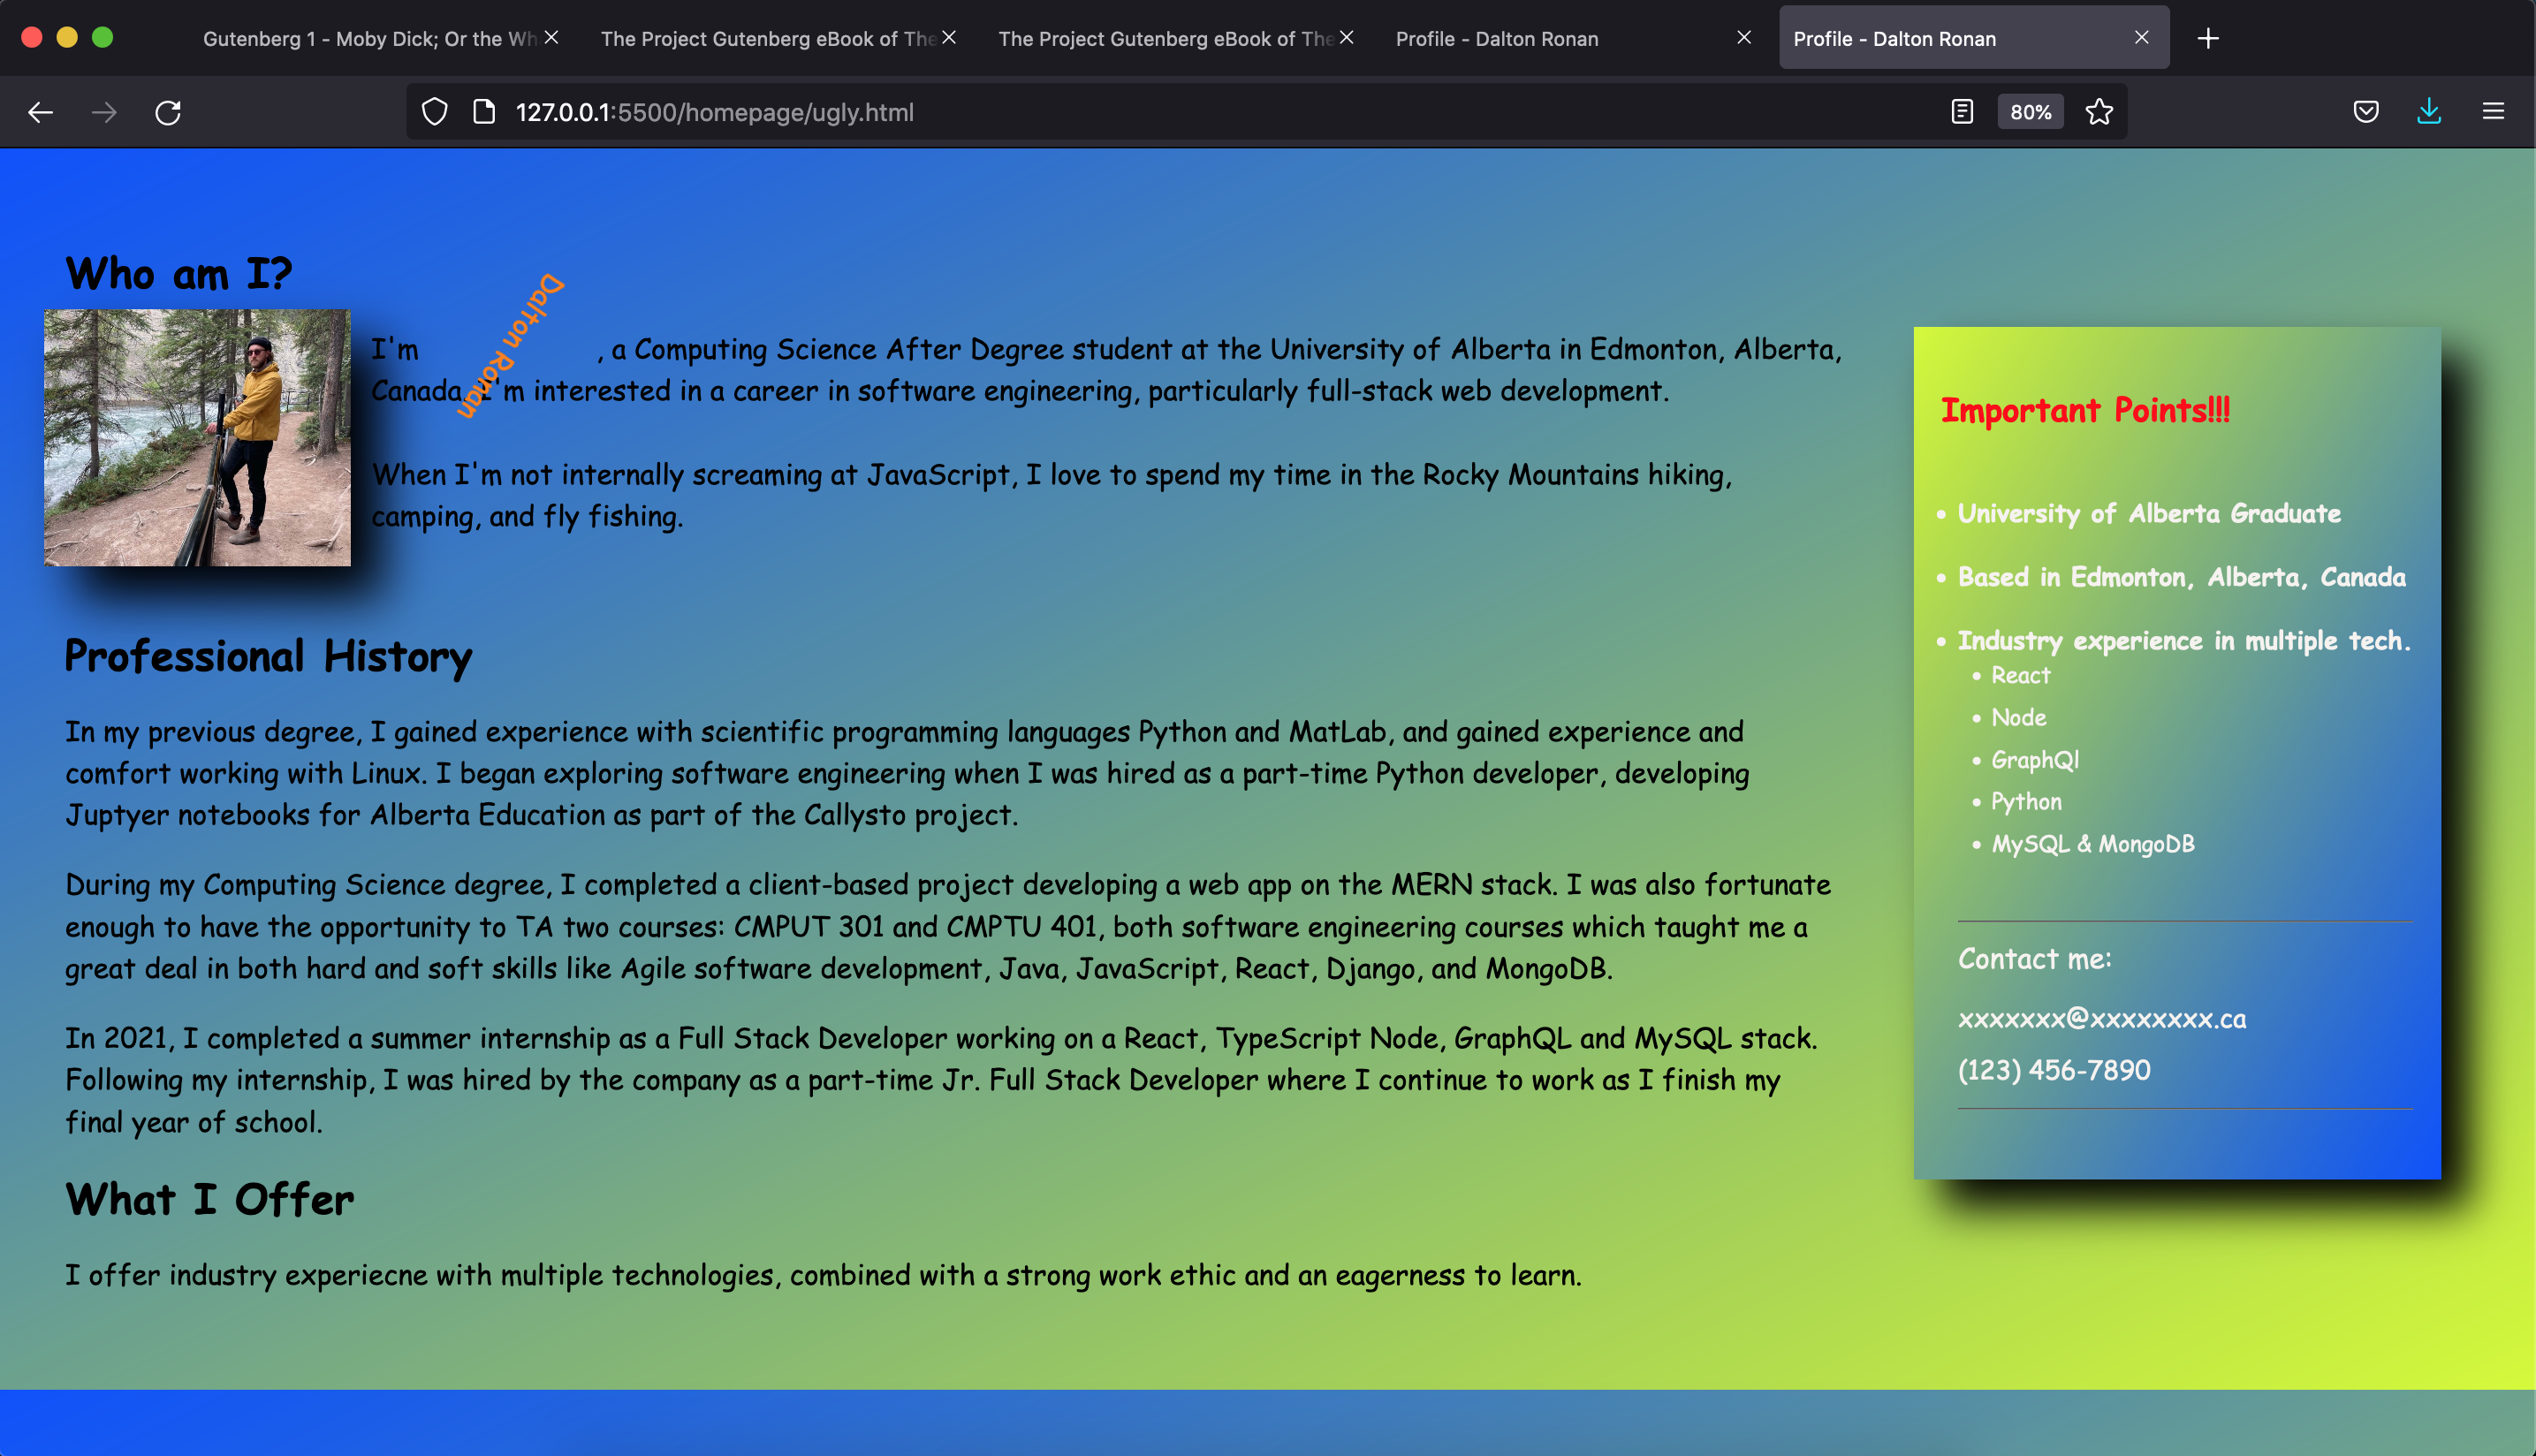 Gutenberg 1 - Moby Dick; Or the Wh
The Project Gutenberg eBook of The
The Project Gutenberg eBook of The
Profile - Dalton Ronan
Profile - Dalton Ronan
127.0.0.1:5500/homepage/ugly.html
80%
Who am I?
Dalton Ronan
I'm , a Computing Science After Degree student at the University of Alberta in Edmonton, Alberta,
Canada. I'm interested in a career in software engineering, particularly full-stack web development.
When I'm not internally screaming at JavaScript, I love to spend my time in the Rocky Mountains hiking,
camping, and fly fishing.
Professional History
In my previous degree, I gained experience with scientific programming languages Python and MatLab, and gained experience and
comfort working with Linux. I began exploring software engineering when I was hired as a part-time Python developer, developing
Juptyer notebooks for Alberta Education as part of the Callysto project.
During my Computing Science degree, I completed a client-based project developing a web app on the MERN stack. I was also fortunate
enough to have the opportunity to TA two courses: CMPUT 301 and CMPTU 401, both software engineering courses which taught me a
great deal in both hard and soft skills like Agile software development, Java, JavaScript, React, Django, and MongoDB.
In 2021, I completed a summer internship as a Full Stack Developer working on a React, TypeScript Node, GraphQL and MySQL stack.
Following my internship, I was hired by the company as a part-time Jr. Full Stack Developer where I continue to work as I finish my
final year of school.
What I Offer
I offer industry experiecne with multiple technologies, combined with a strong work ethic and an eagerness to learn.
Important Points!!!
• University of Alberta Graduate
• Based in Edmonton, Alberta, Canada
• Industry experience in multiple tech.
• React
• Node
• GraphQl
• Python
• MySQL & MongoDB
Contact me:
xxxxxxx@xxxxxxxx.ca
(123) 456-7890